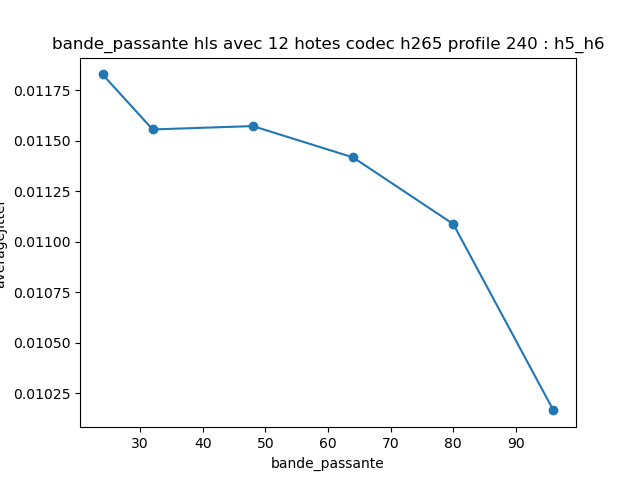 bande_passante hls avec 12 hotes codec h265 profile 240 : h5_h6
0.01175
0.01150
0.01125
0.01100
0.01075
0.01050
0.01025
averagejitter
30 40 50 60 70 80 90
bande_passante